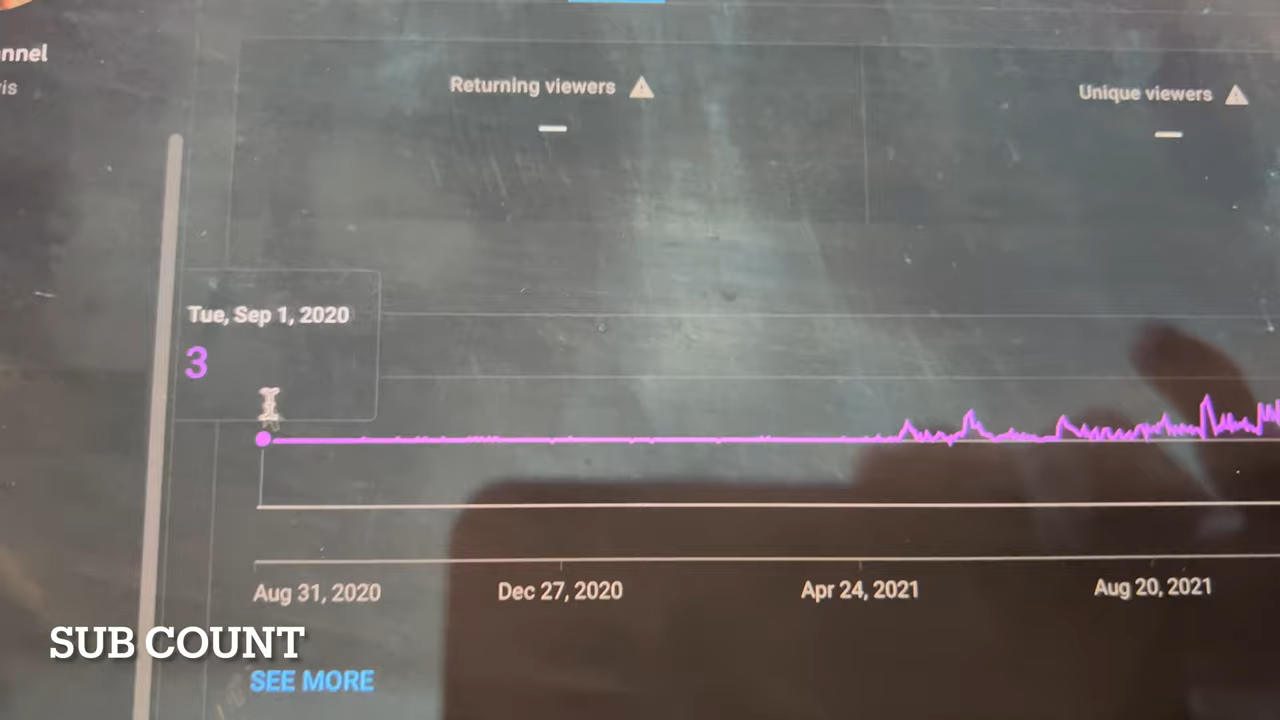 nnel
is
Returning viewers
Unique viewers
Tue, Sep 1, 2020
3
Aug 31, 2020
Dec 27, 2020
Apr 24, 2021
Aug 20, 2021
SUB COUNT
SEE MORE